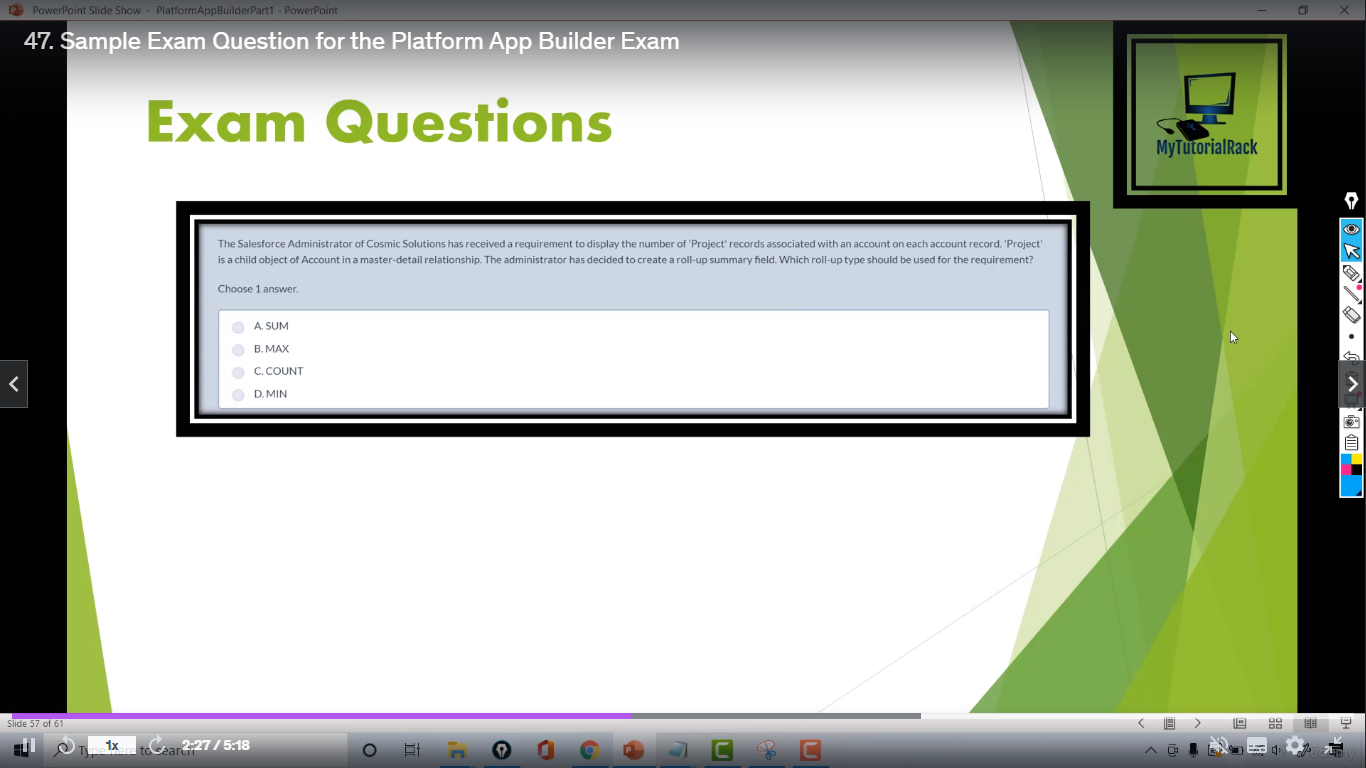 PowerPoint Slide Show - PlatformAppBuilderPart1 - PowerPoint
47. Sample Exam Question for the Platform App Builder Exam
Exam Questions
MyTutorialRack
The Salesforce Administrator of Cosmic Solutions has received a requirement to display the number of 'Project' records associated with an account on each account record. 'Project'
is a child object of Account in a master-detail relationship. The administrator has decided to create a roll-up summary field. Which roll-up type should be used for the requirement?
Choose 1 answer.
A. SUM
B. MAX
C. COUNT
D. MIN
Slide 57 of 61
Type here to search
1x
2:27 / 5:18